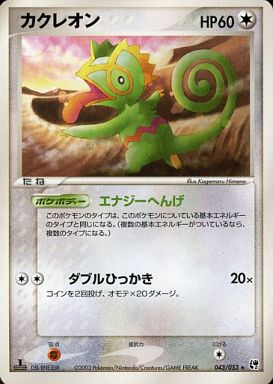 カクレオン HP60
Illus. Kagemaru Himeno
たね
ポケボディー エナジーへんげ
このポケモンのタイプは、このポケモンについている基本エネルギー
のタイプと同じになる。(複数の基本エネルギーがついているなら、
複数のタイプになる。)
ダブルひっかき 20×
コインを2回投げ、オモテ×20ダメージ。
弱点 抵抗力 にげる
©2003 Pokémon/Nintendo/Creatures/GAME FREAK
043/053